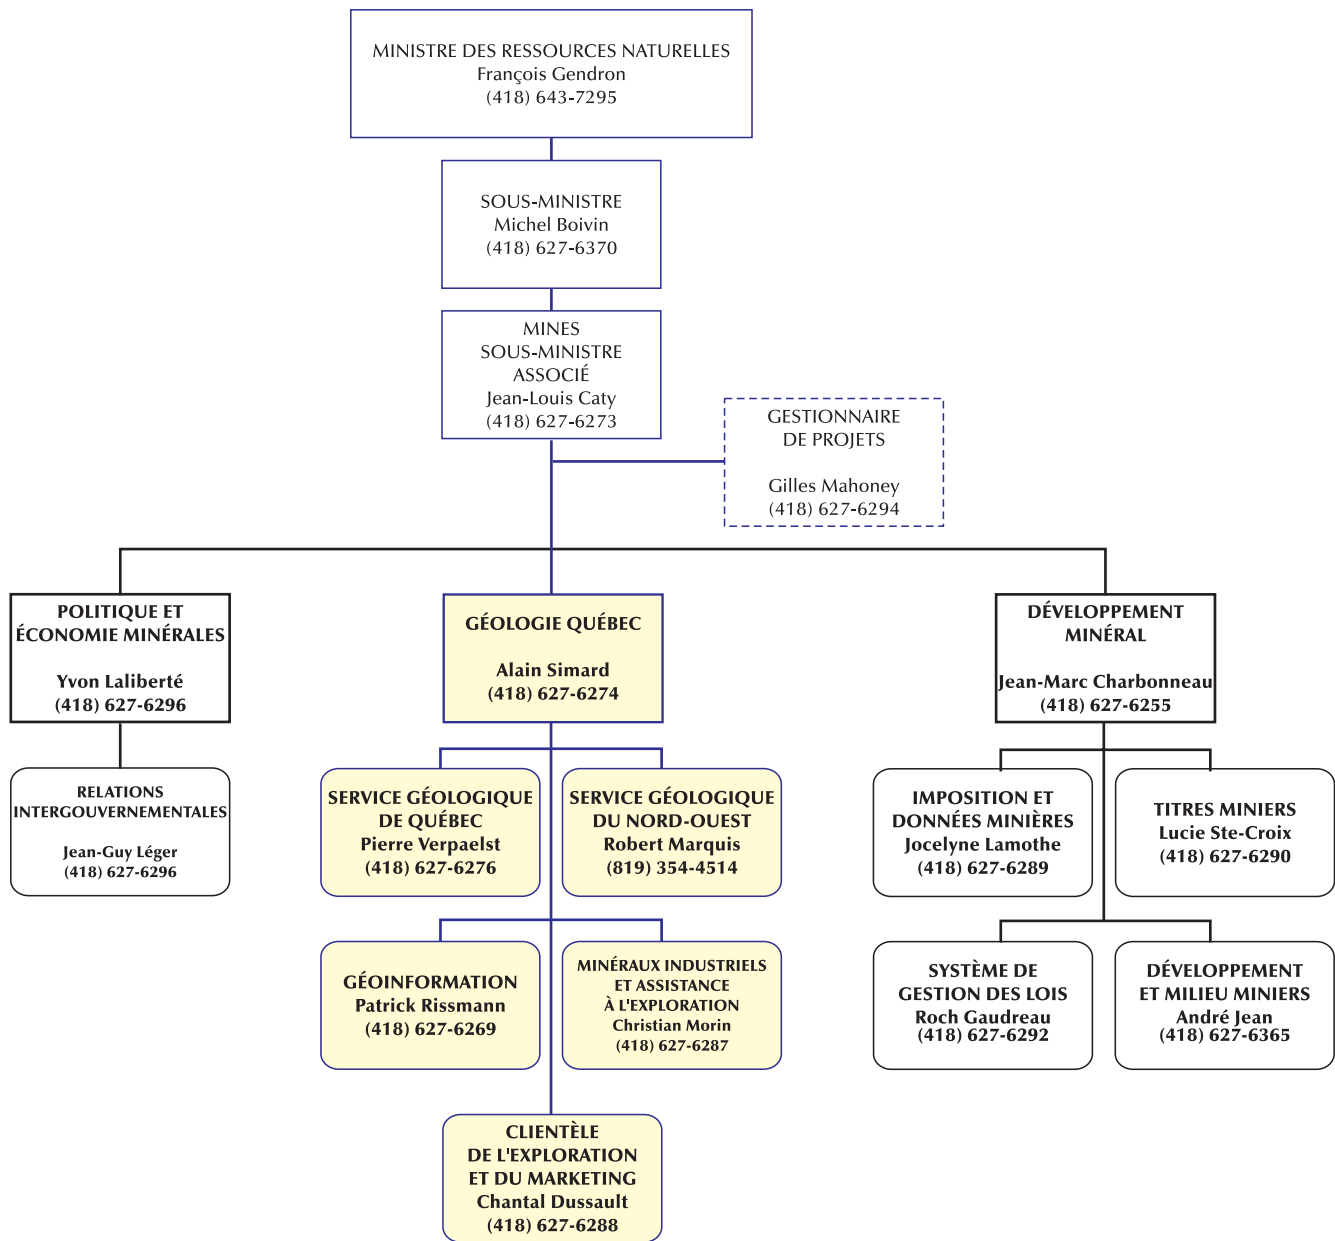 MINISTRE DES RESSOURCES NATURELLES
François Gendron
(418) 643-7295
SOUS-MINISTRE
Michel Boivin
(418) 627-6370
MINES
SOUS-MINISTRE
ASSOCIÉ
Jean-Louis Caty
(418) 627-6273
GESTIONNAIRE
DE PROJETS
Gilles Mahoney
(418) 627-6294
POLITIQUE ET
ÉCONOMIE MINÉRALES
Yvon Laliberté
(418) 627-6296
GÉOLOGIE QUÉBEC
Alain Simard
(418) 627-6274
DÉVELOPPEMENT
MINÉRAL
Jean-Marc Charbonneau
(418) 627-6255
RELATIONS
INTERGOUVERNEMENTALES
Jean-Guy Léger
(418) 627-6296
SERVICE GÉOLOGIQUE
DE QUÉBEC
Pierre Verpaelst
(418) 627-6276
SERVICE GÉOLOGIQUE
DU NORD-OUEST
Robert Marquis
(819) 354-4514
IMPOSITION ET
DONNÉES MINIÈRES
Jocelyne Lamothe
(418) 627-6289
TITRES MINIERS
Lucie Ste-Croix
(418) 627-6290
GÉOINFORMATION
Patrick Rissmann
(418) 627-6269
MINÉRAUX INDUSTRIELS
ET ASSISTANCE
À L'EXPLORATION
Christian Morin
(418) 627-6287
SYSTÈME DE
GESTION DES LOIS
Roch Gaudreau
(418) 627-6292
DÉVELOPPEMENT
ET MILIEU MINIERS
André Jean
(418) 627-6365
CLIENTÈLE
DE L'EXPLORATION
ET DU MARKETING
Chantal Dussault
(418) 627-6288